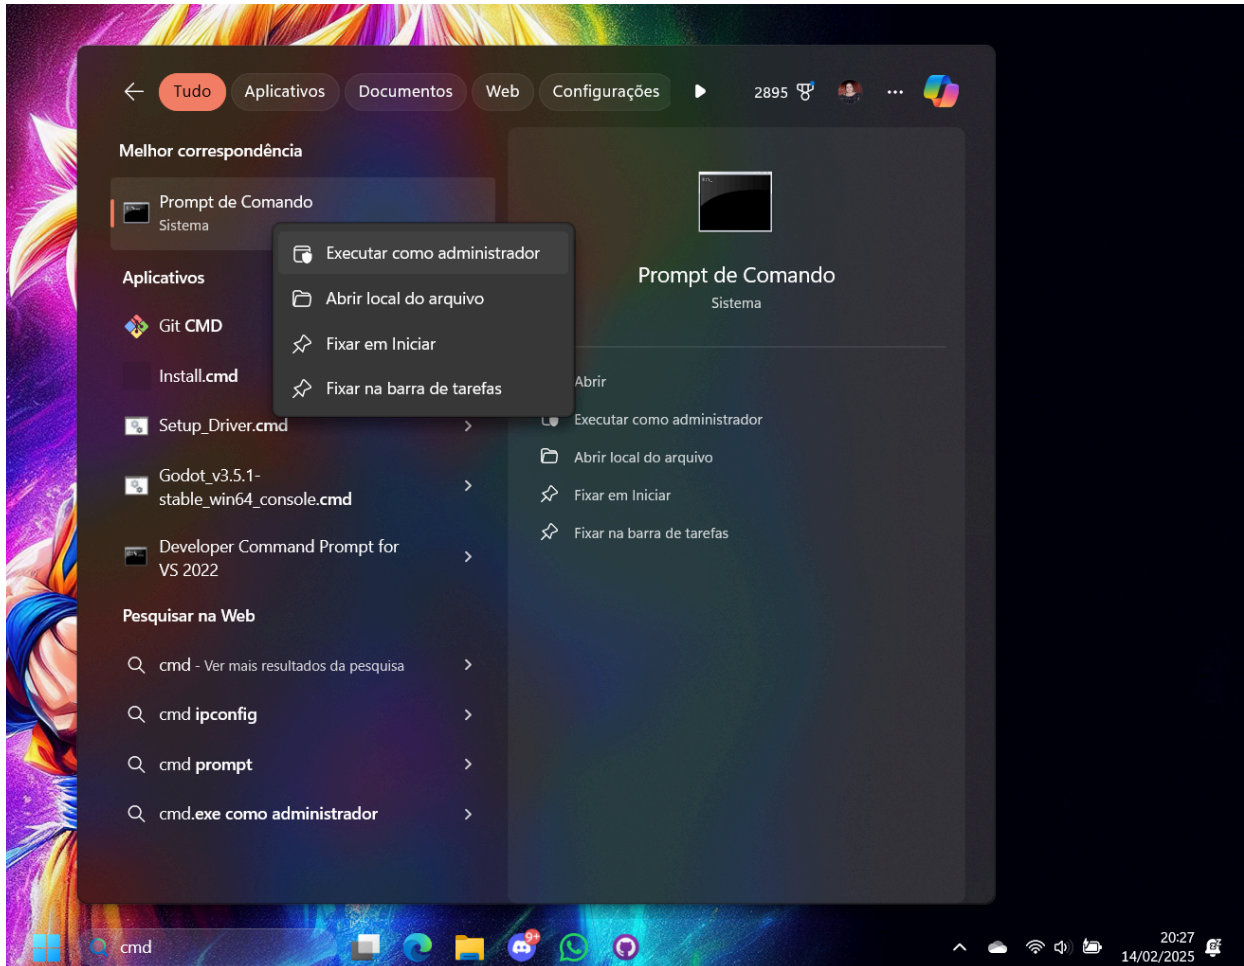 Tudo
Aplicativos
Documentos
Web
Configurações
2895
Melhor correspondência
Prompt de Comando
Sistema
Executar como administrador
Abrir local do arquivo
Fixar em Iniciar
Fixar na barra de tarefas
Aplicativos
Git CMD
Install.cmd
Setup_Driver.cmd
Godot_v3.5.1-
stable_win64_console.cmd
Developer Command Prompt for
VS 2022
Pesquisar na Web
cmd - Ver mais resultados da pesquisa
cmd ipconfig
cmd prompt
cmd.exe como administrador
Prompt de Comando
Sistema
Abrir
Executar como administrador
Abrir local do arquivo
Fixar em Iniciar
Fixar na barra de tarefas
cmd
9+
20:27
14/02/2025